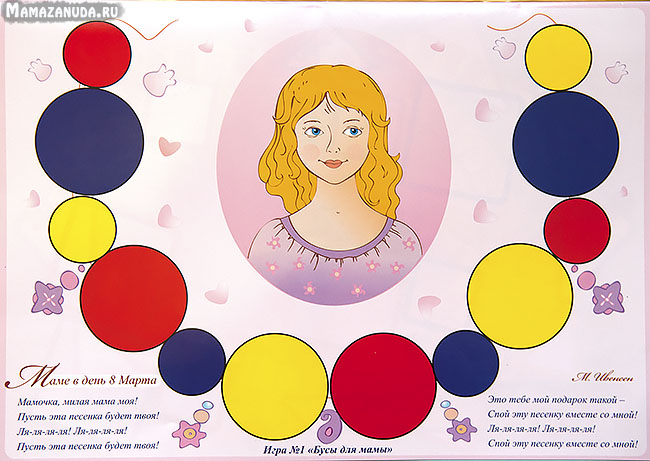 MAMAZANUDA.RU
Маме в день 8 Марта
Мамочка, милая мама моя!
Пусть эта песенка будет твоя!
Ля-ля-ля-ля! Ля-ля-ля-ля!
Пусть эта песенка будет твоя!
Игра №1 «Бусы для мамы»
М. Ивенсен
Это тебе мой подарок такой –
Спой эту песенку вместе со мной!
Ля-ля-ля-ля! Ля-ля-ля-ля!
Спой эту песенку вместе со мной!